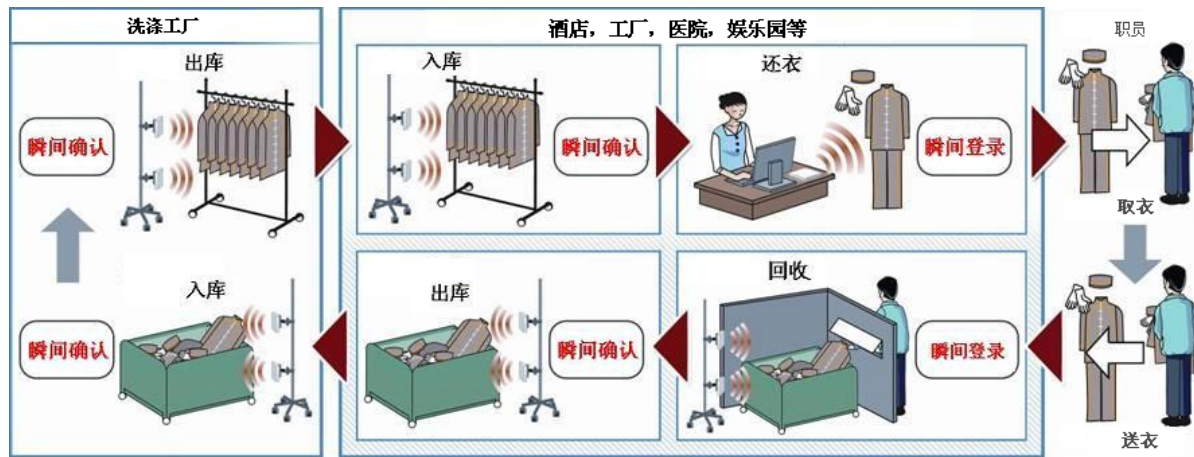 洗涤工厂
酒店，工厂，医院，娱乐园等
职员
出库
瞬间确认
入库
瞬间确认
还衣
瞬间登录
取衣
入库
瞬间确认
出库
瞬间确认
回收
瞬间登录
送衣